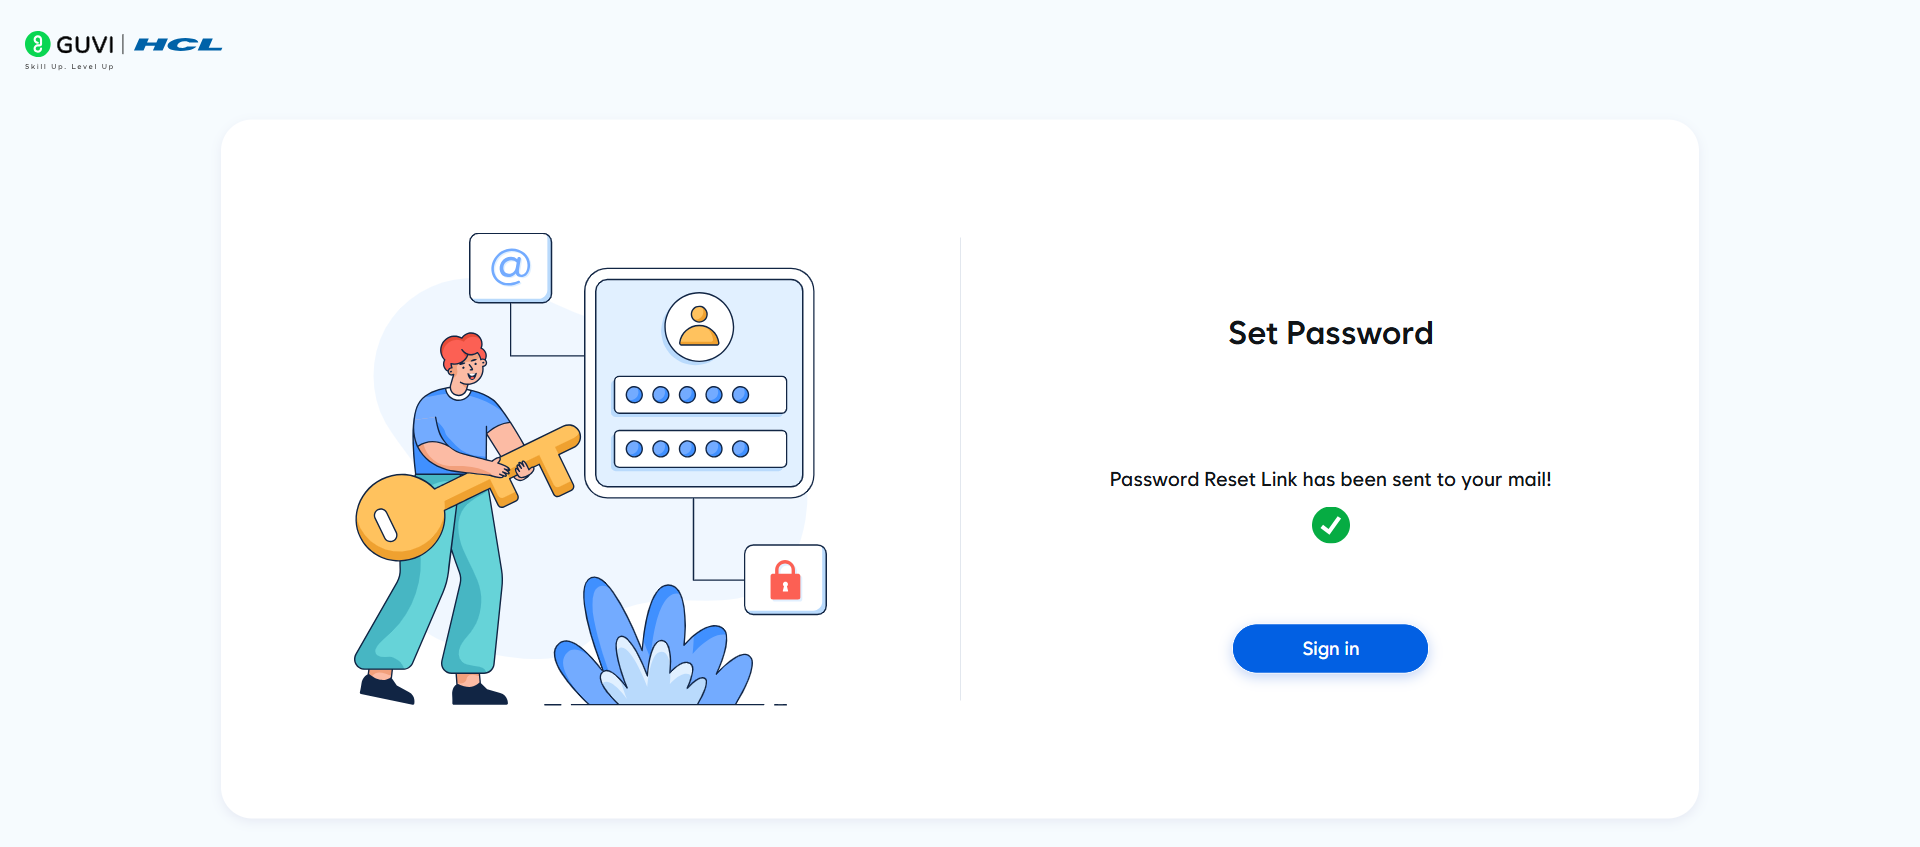 GUVI | HCL
Skill Up. Level Up
@
Set Password
Password Reset Link has been sent to your mail!
Sign in